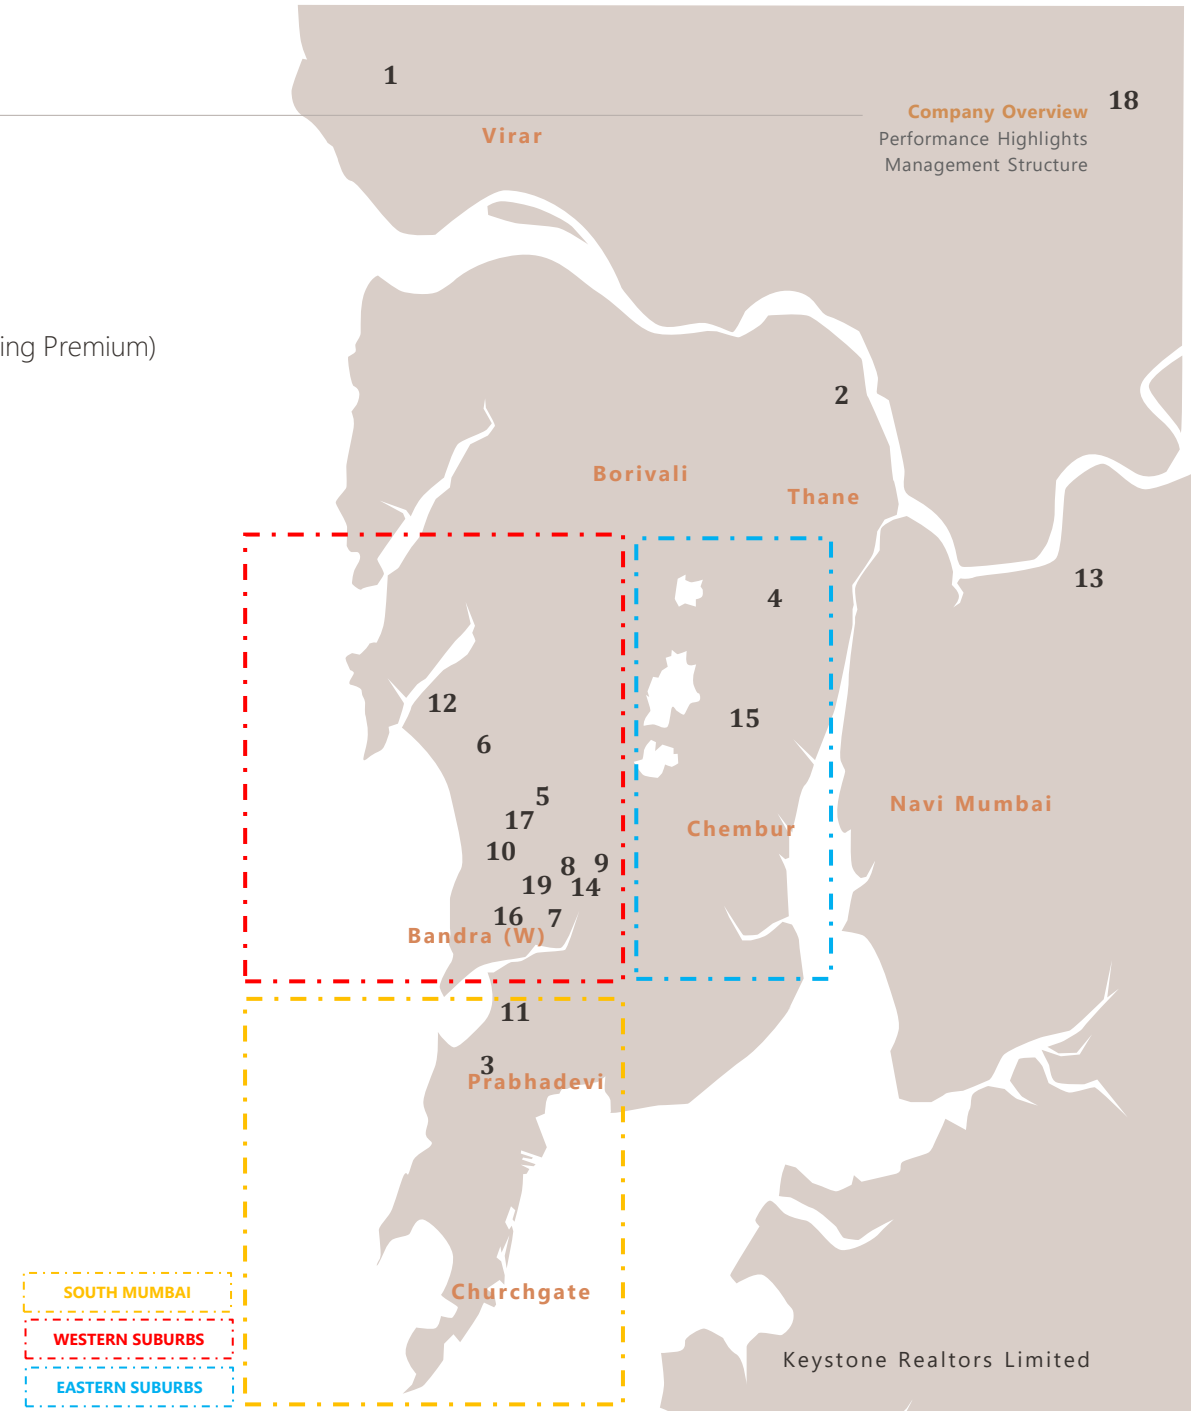 1
18
Company Overview
Performance Highlights
Management Structure
Virar
ing Premium)
2
Borivali
Thane
13
4
12
15
6
5
17
Navi Mumbai
Chembur
10
8
9
19
14
16
7
Bandra (W)
11
3
Prabhadevi
Churchgate
SOUTH MUMBAI
WESTERN SUBURBS
EASTERN SUBURBS
Keystone Realtors Limited